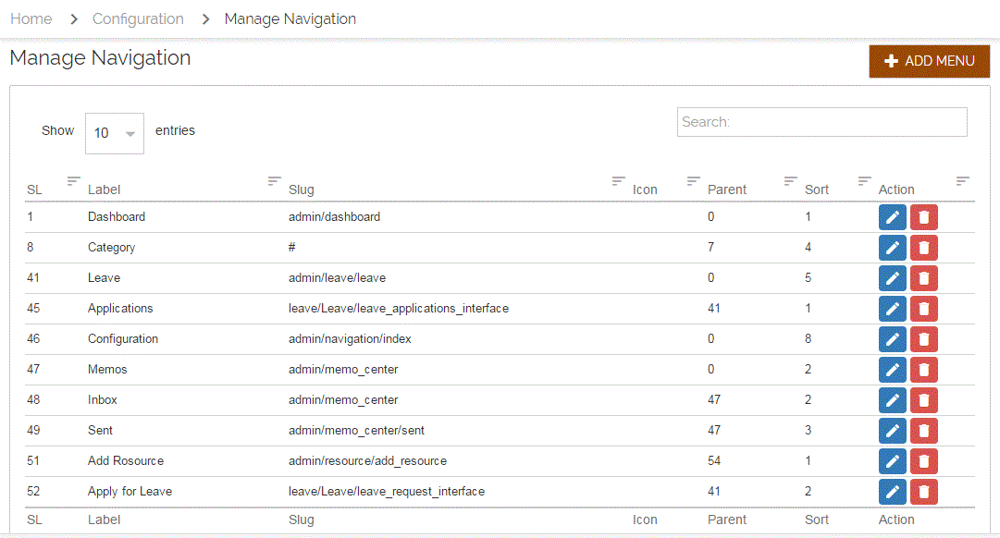 Home > Configuration > Manage Navigation
Manage Navigation
ADD MENU
Show 10 entries
Search:
SL Label Slug Icon Parent Sort Action
1 Dashboard admin/dashboard 0 1
8 Category # 7 4
41 Leave admin/leave/leave 0 5
45 Applications leave/Leave/leave_applications_interface 41 1
46 Configuration admin/navigation/index 0 8
47 Memos admin/memo_center 0 2
48 Inbox admin/memo_center 47 2
49 Sent admin/memo_center/sent 47 3
51 Add Rosource admin/resource/add_resource 54 1
52 Apply for Leave leave/Leave/leave_request_interface 41 2
SL Label Slug Icon Parent Sort Action